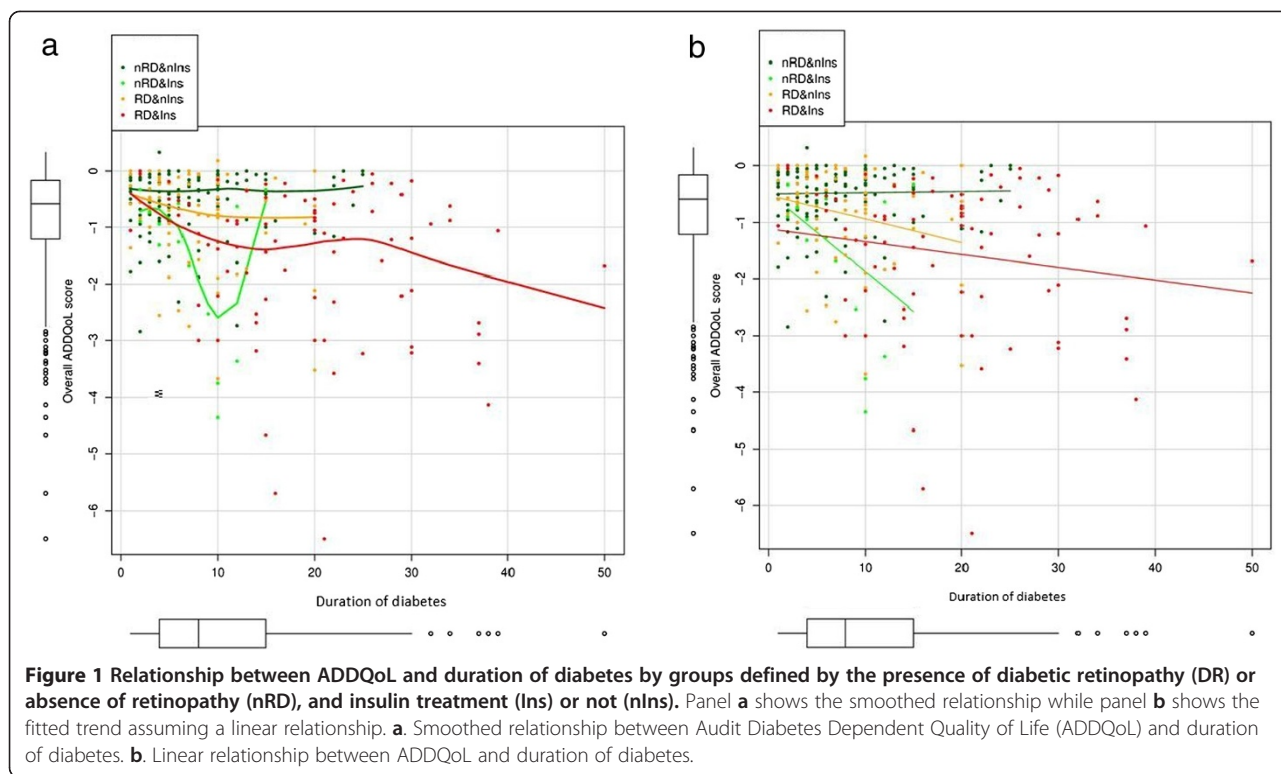 a
nRD&nIns
nRD&Ins
RD&nIns
RD&Ins
Overall ADDQoL score
0
-1
-2
-3
-4
-5
-6
0
10
20
30
40
50
Duration of diabetes
b
nRD&nIns
nRD&Ins
RD&nIns
RD&Ins
Overall ADDQoL score
0
-1
-2
-3
-4
-5
-6
0
10
20
30
40
50
Duration of diabetes
Figure 1 Relationship between ADDQoL and duration of diabetes by groups defined by the presence of diabetic retinopathy (DR) or
absence of retinopathy (nRD), and insulin treatment (Ins) or not (nIns). Panel a shows the smoothed relationship while panel b shows the
fitted trend assuming a linear relationship. a. Smoothed relationship between Audit Diabetes Dependent Quality of Life (ADDQoL) and duration
of diabetes. b. Linear relationship between ADDQoL and duration of diabetes.